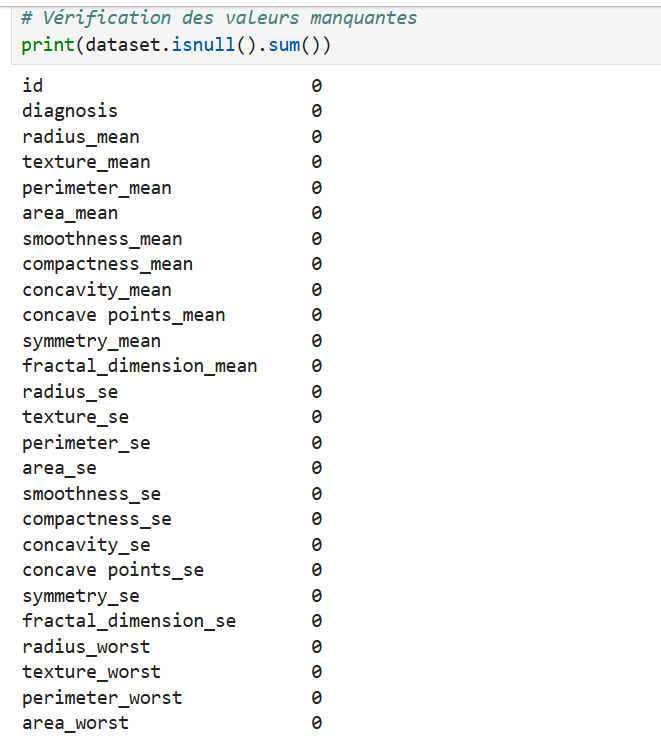 # Vérification des valeurs manquantes
print(dataset.isnull().sum())
id 0
diagnosis 0
radius_mean 0
texture_mean 0
perimeter_mean 0
area_mean 0
smoothness_mean 0
compactness_mean 0
concavity_mean 0
concave points_mean 0
symmetry_mean 0
fractal_dimension_mean 0
radius_se 0
texture_se 0
perimeter_se 0
area_se 0
smoothness_se 0
compactness_se 0
concavity_se 0
concave points_se 0
symmetry_se 0
fractal_dimension_se 0
radius_worst 0
texture_worst 0
perimeter_worst 0
area_worst 0